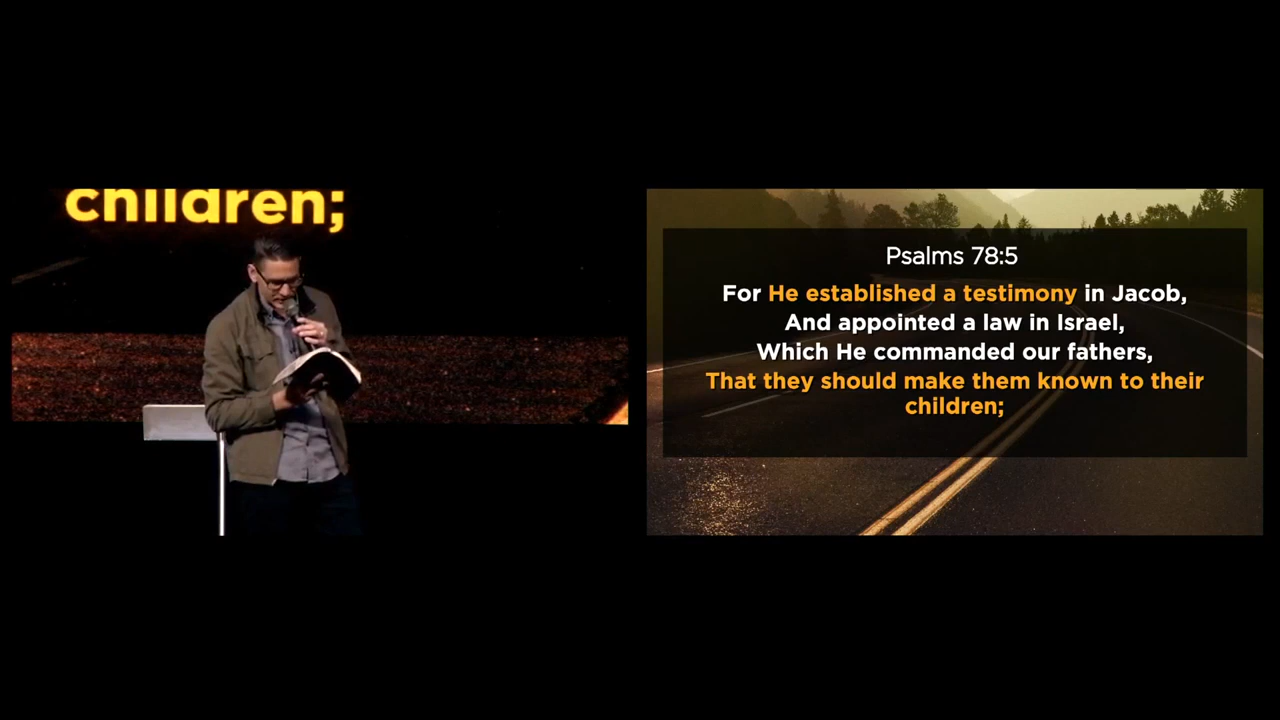 children;
Psalms 78:5
For He established a testimony in Jacob,
And appointed a law in Israel,
Which He commanded our fathers,
That they should make them known to their
children;